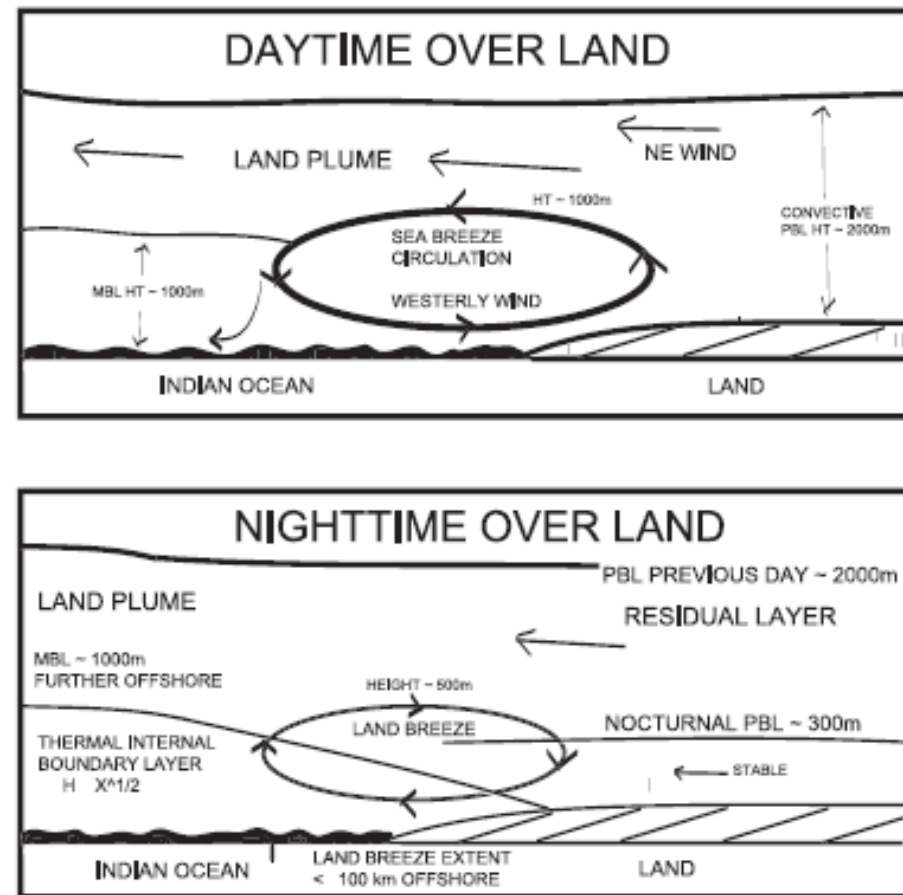 DAYTIME OVER LAND
NE WIND
LAND PLUME
HT ~ 1000m
CONVECTIVE
PBL HT ~ 2000m
SEA BREEZE
CIRCULATION
MBL HT ~ 1000m
WESTERLY WIND
INDIAN OCEAN
LAND
NIGHTTIME OVER LAND
PBL PREVIOUS DAY ~ 2000m
LAND PLUME
RESIDUAL LAYER
MBL ~ 1000m
FURTHER OFFSHORE
HEIGHT ~ 500m
LAND BREEZE
NOCTURNAL PBL ~ 300m
THERMAL INTERNAL
BOUNDARY LAYER
H X^1/2
STABLE
INDIAN OCEAN
LAND BREEZE EXTENT
< 100 km OFFSHORE
LAND